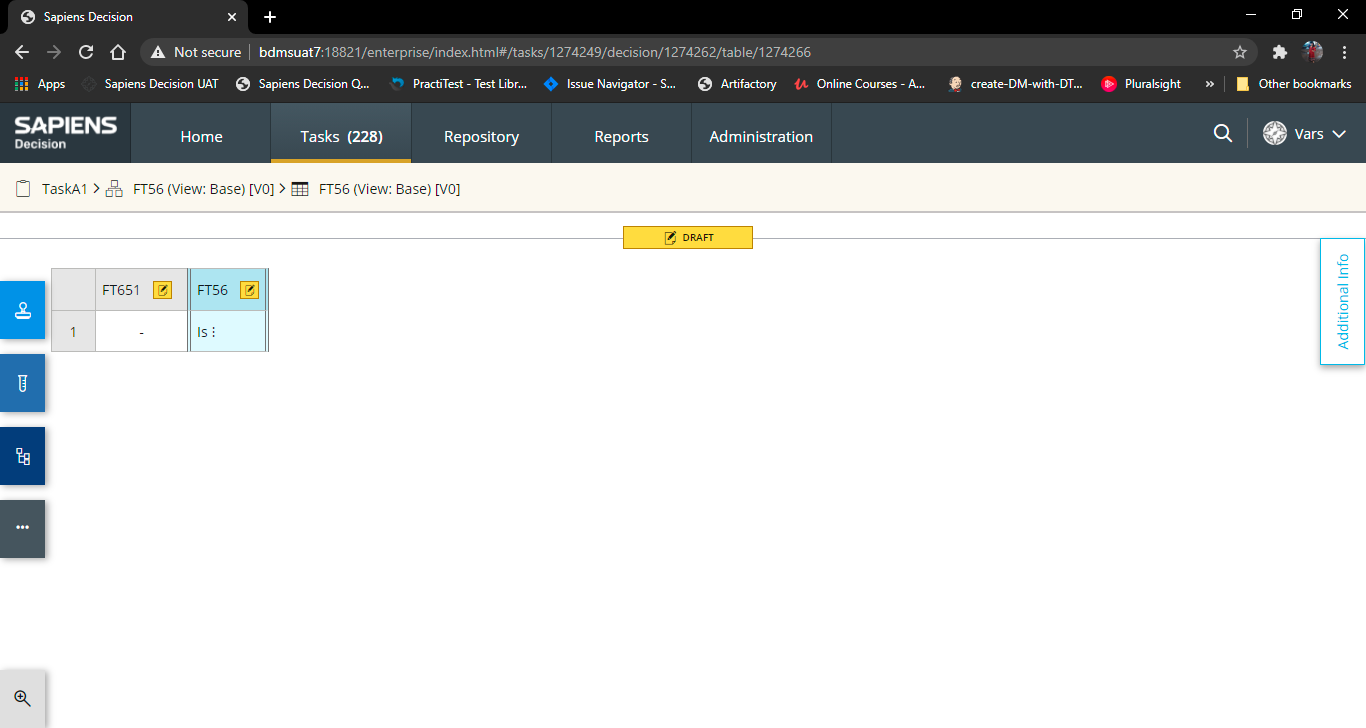 Sapiens Decision
Not secure bdmsuat7:18821/enterprise/index.html#/tasks/1274249/decision/1274262/table/1274266
Apps Sapiens Decision UAT Sapiens Decision Q... PractiTest - Test Libr... Issue Navigator - S... Artifactory Online Courses - A... create-DM-with-DT... Pluralsight » Other bookmarks
SAPIENS
Decision
Home Tasks (228) Repository Reports Administration Vars
TaskA1 > FT56 (View: Base) [V0] > FT56 (View: Base) [V0]
DRAFT
Additional Info
FT651 FT56
1 - Is